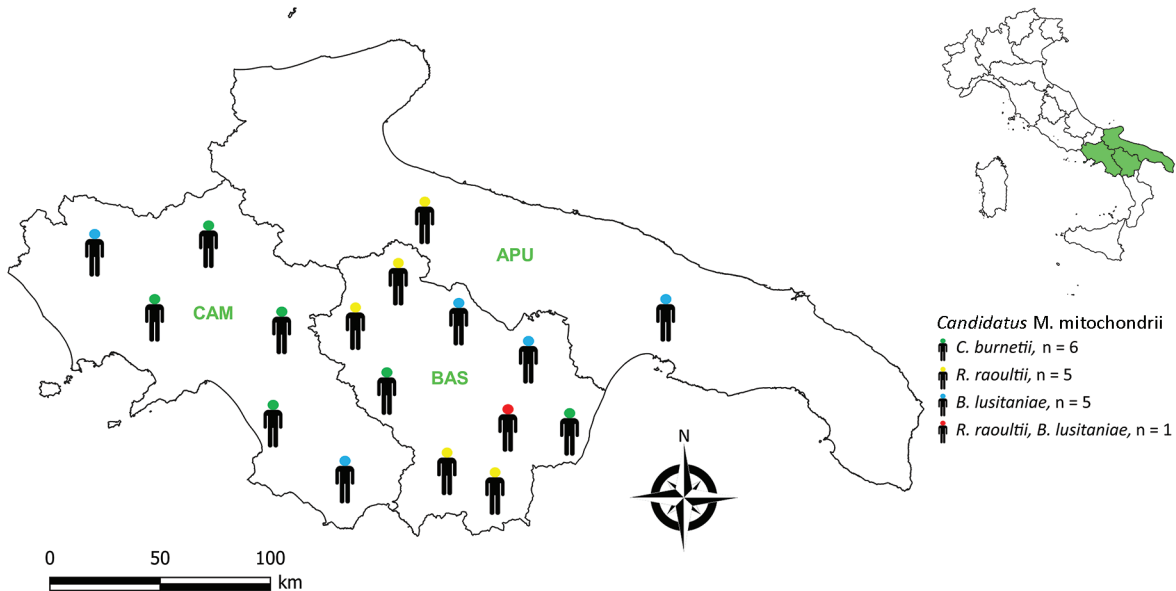 APU
CAM
BAS
N
0 50 100
km
Candidatus M. mitochondrii
C. burnetii, n = 6
R. raoultii, n = 5
B. lusitaniae, n = 5
R. raoultii, B. lusitaniae, n = 1